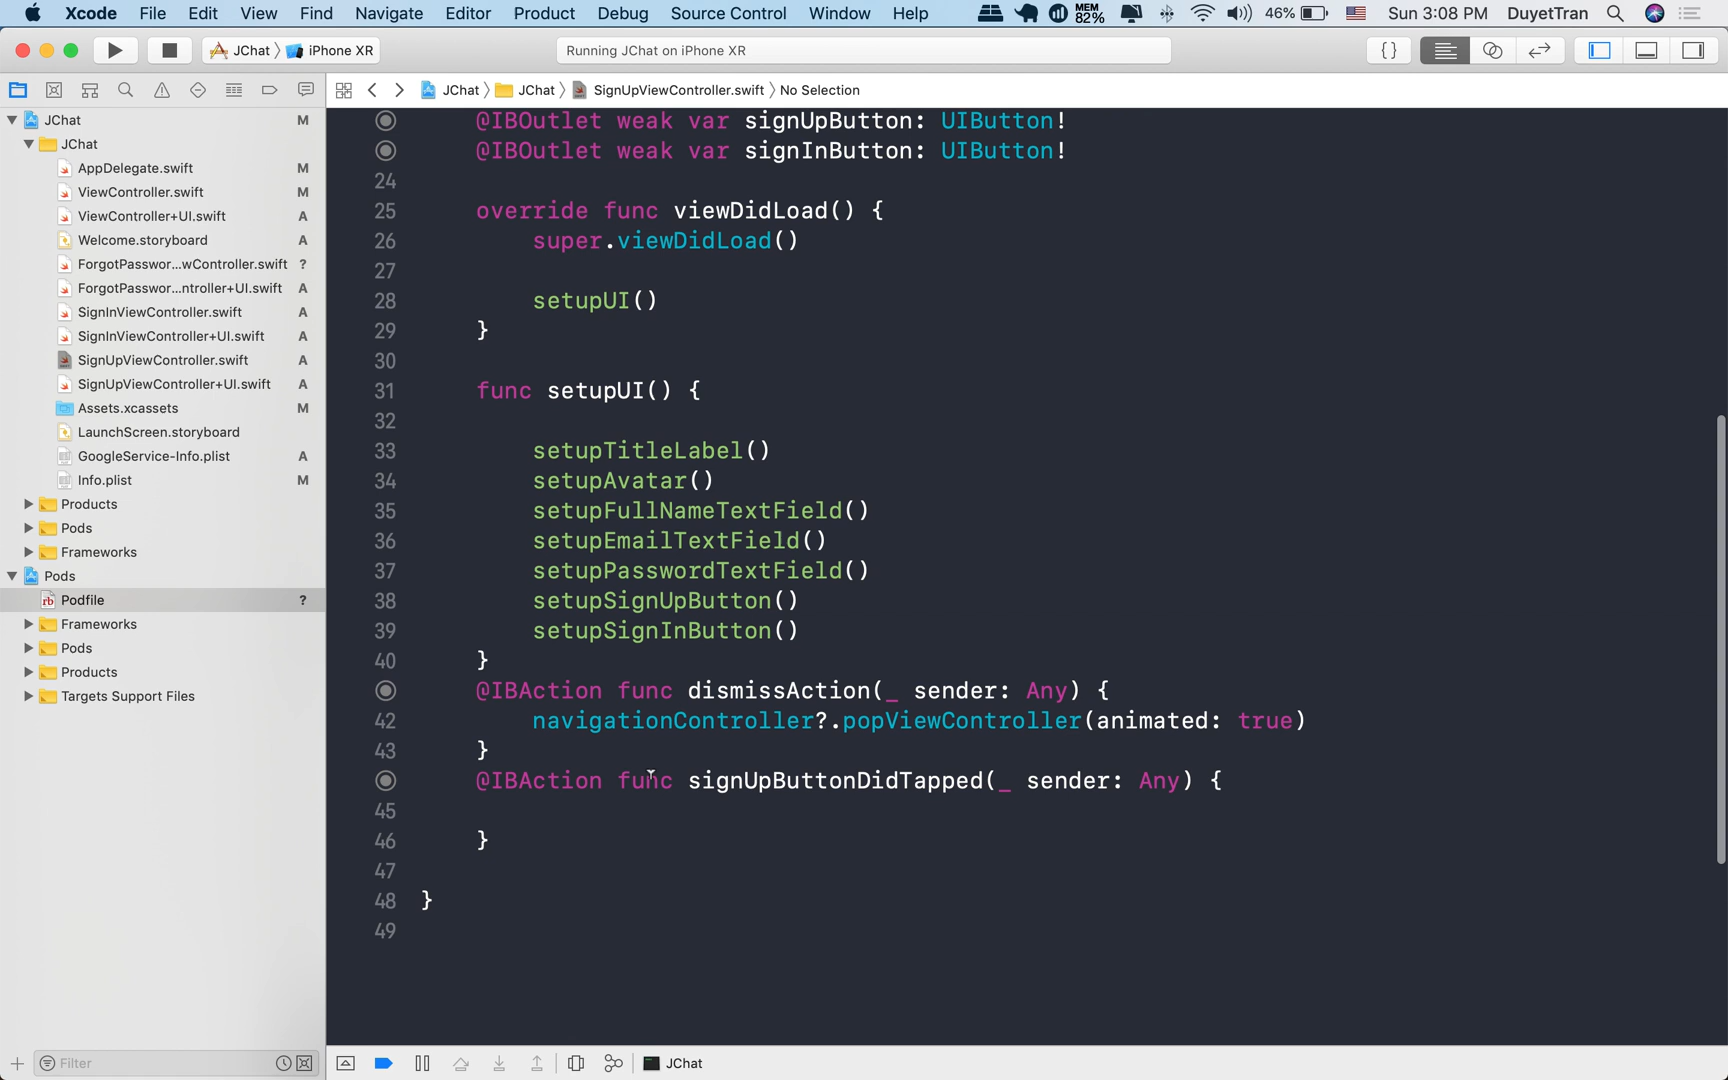 Xcode File Edit View Find Navigate Editor Product Debug Source Control Window Help MEM 82% 46% Sun 3:08 PM DuyetTran
JChat iPhone XR Running JChat on iPhone XR {}
JChat JChat SignUpViewController.swift No Selection
JChat M
JChat
AppDelegate.swift M
ViewController.swift M
ViewController+UI.swift A
Welcome.storyboard A
ForgotPasswor...wController.swift ?
ForgotPasswor...ntroller+UI.swift A
SignInViewController.swift A
SignInViewController+UI.swift A
SignUpViewController.swift A
SignUpViewController+UI.swift A
Assets.xcassets M
LaunchScreen.storyboard
GoogleService-Info.plist A
Info.plist M
Products
Pods
Frameworks
Pods
rb Podfile ?
Frameworks
Pods
Products
Targets Support Files
Filter
@IBOutlet weak var signUpButton: UIButton!
@IBOutlet weak var signInButton: UIButton!
24
25 override func viewDidLoad() {
26 super.viewDidLoad()
27
28 setupUI()
29 }
30
31 func setupUI() {
32
33 setupTitleLabel()
34 setupAvatar()
35 setupFullNameTextField()
36 setupEmailTextField()
37 setupPasswordTextField()
38 setupSignUpButton()
39 setupSignInButton()
40 }
@IBAction func dismissAction(_ sender: Any) {
42 navigationController?.popViewController(animated: true)
43 }
@IBAction func signUpButtonDidTapped(_ sender: Any) {
45
46 }
47
48 }
49
JChat